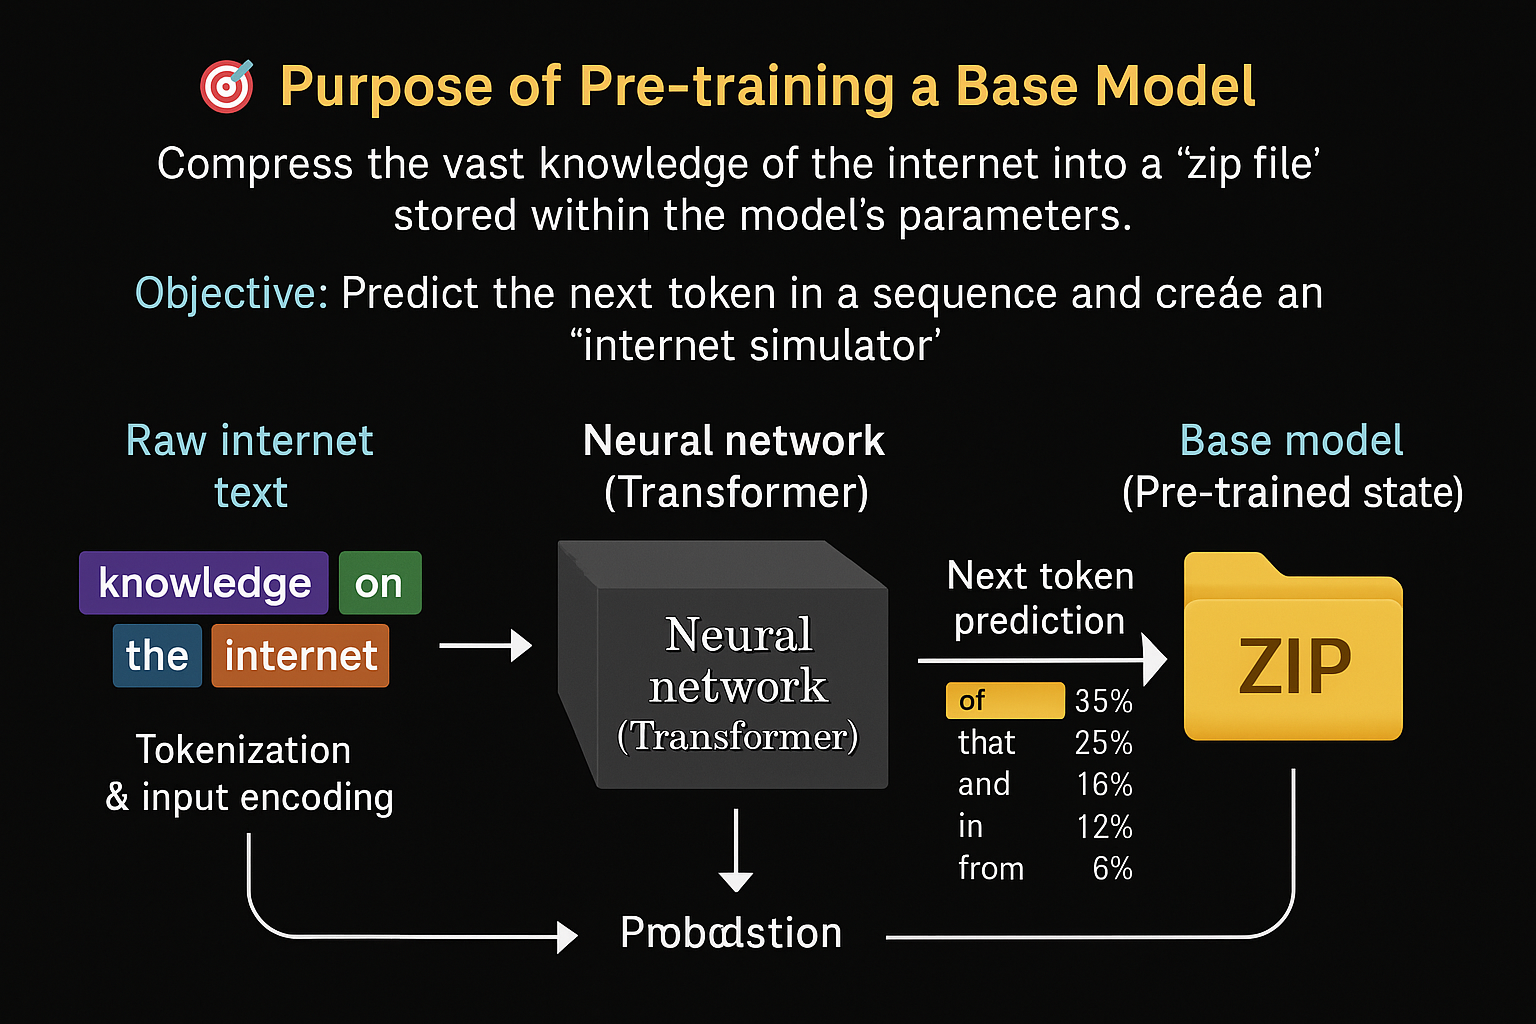 Purpose of Pre-training a Base Model
Compress the vast knowledge of the internet into a “zip file’
stored within the model’s parameters.
Objective: Predict the next token in a sequence and an
“internet simulator’
Raw internet
text
knowledge on
the internet
Tokenization
& input encoding
Neural network
(Transformer)
Neural
network
(Transformer)
Next token
prediction
of 35%
that 25%
and 16%
in 12%
from 6%
Base model
(Pre-trained state)
ZIP